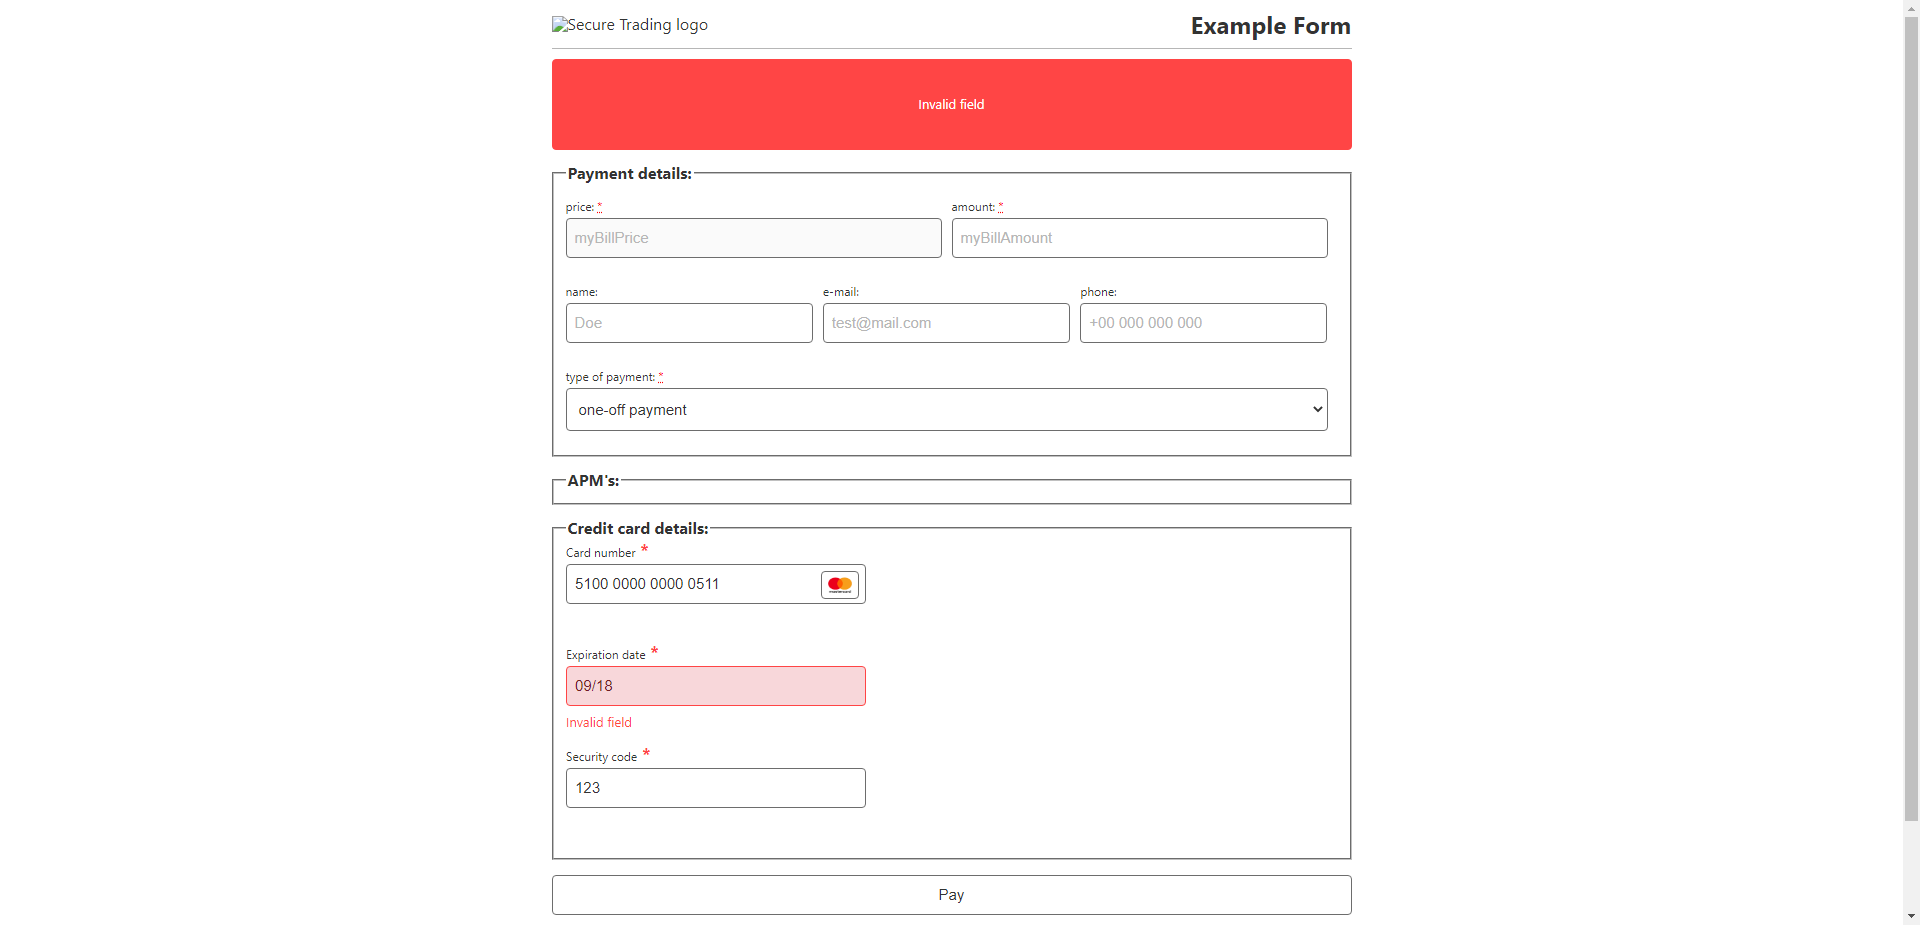 Secure Trading logo
Example Form
Invalid field
Payment details:
price: *
amount: *
myBillPrice
myBillAmount
name:
e-mail:
phone:
Doe
test@mail.com
+00 000 000 000
type of payment: *
one-off payment
APM's:
Credit card details:
Card number *
5100 0000 0000 0511
Expiration date *
09/18
Invalid field
Security code *
123
Pay